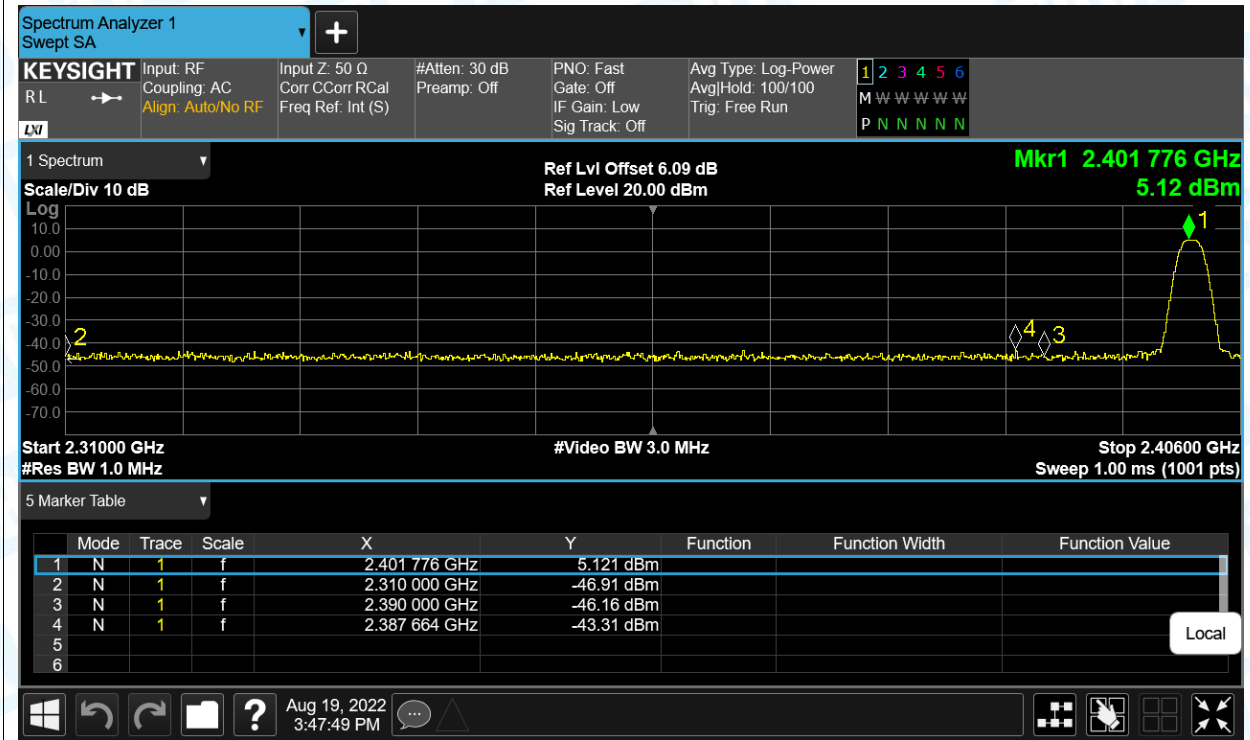 Spectrum Analyzer 1
Swept SA
KEYSIGHT
R L
LXI
Input: RF
Coupling: AC
Align: Auto/No RF
Input Z: 50 Ω
Corr CCorr RCal
Freq Ref: Int (S)
#Atten: 30 dB
Preamp: Off
PNO: Fast
Gate: Off
IF Gain: Low
Sig Track: Off
Avg Type: Log-Power
Avg|Hold: 100/100
Trig: Free Run
1 2 3 4 5 6
M W W W W W
P N N N N N
1 Spectrum
Scale/Div 10 dB
Ref Lvl Offset 6.09 dB
Ref Level 20.00 dBm
Mkr1 2.401 776 GHz
5.12 dBm
Log
10.0
0.00
-10.0
-20.0
-30.0
-40.0
-50.0
-60.0
-70.0
1
2
4
3
Start 2.31000 GHz
#Video BW 3.0 MHz
Stop 2.40600 GHz
#Res BW 1.0 MHz
Sweep 1.00 ms (1001 pts)
5 Marker Table
Mode Trace Scale X Y Function Function Width Function Value
1 N 1 f 2.401 776 GHz 5.121 dBm
2 N 1 f 2.310 000 GHz -46.91 dBm
3 N 1 f 2.390 000 GHz -46.16 dBm
4 N 1 f 2.387 664 GHz -43.31 dBm
5
6
Local
?
Aug 19, 2022
3:47:49 PM